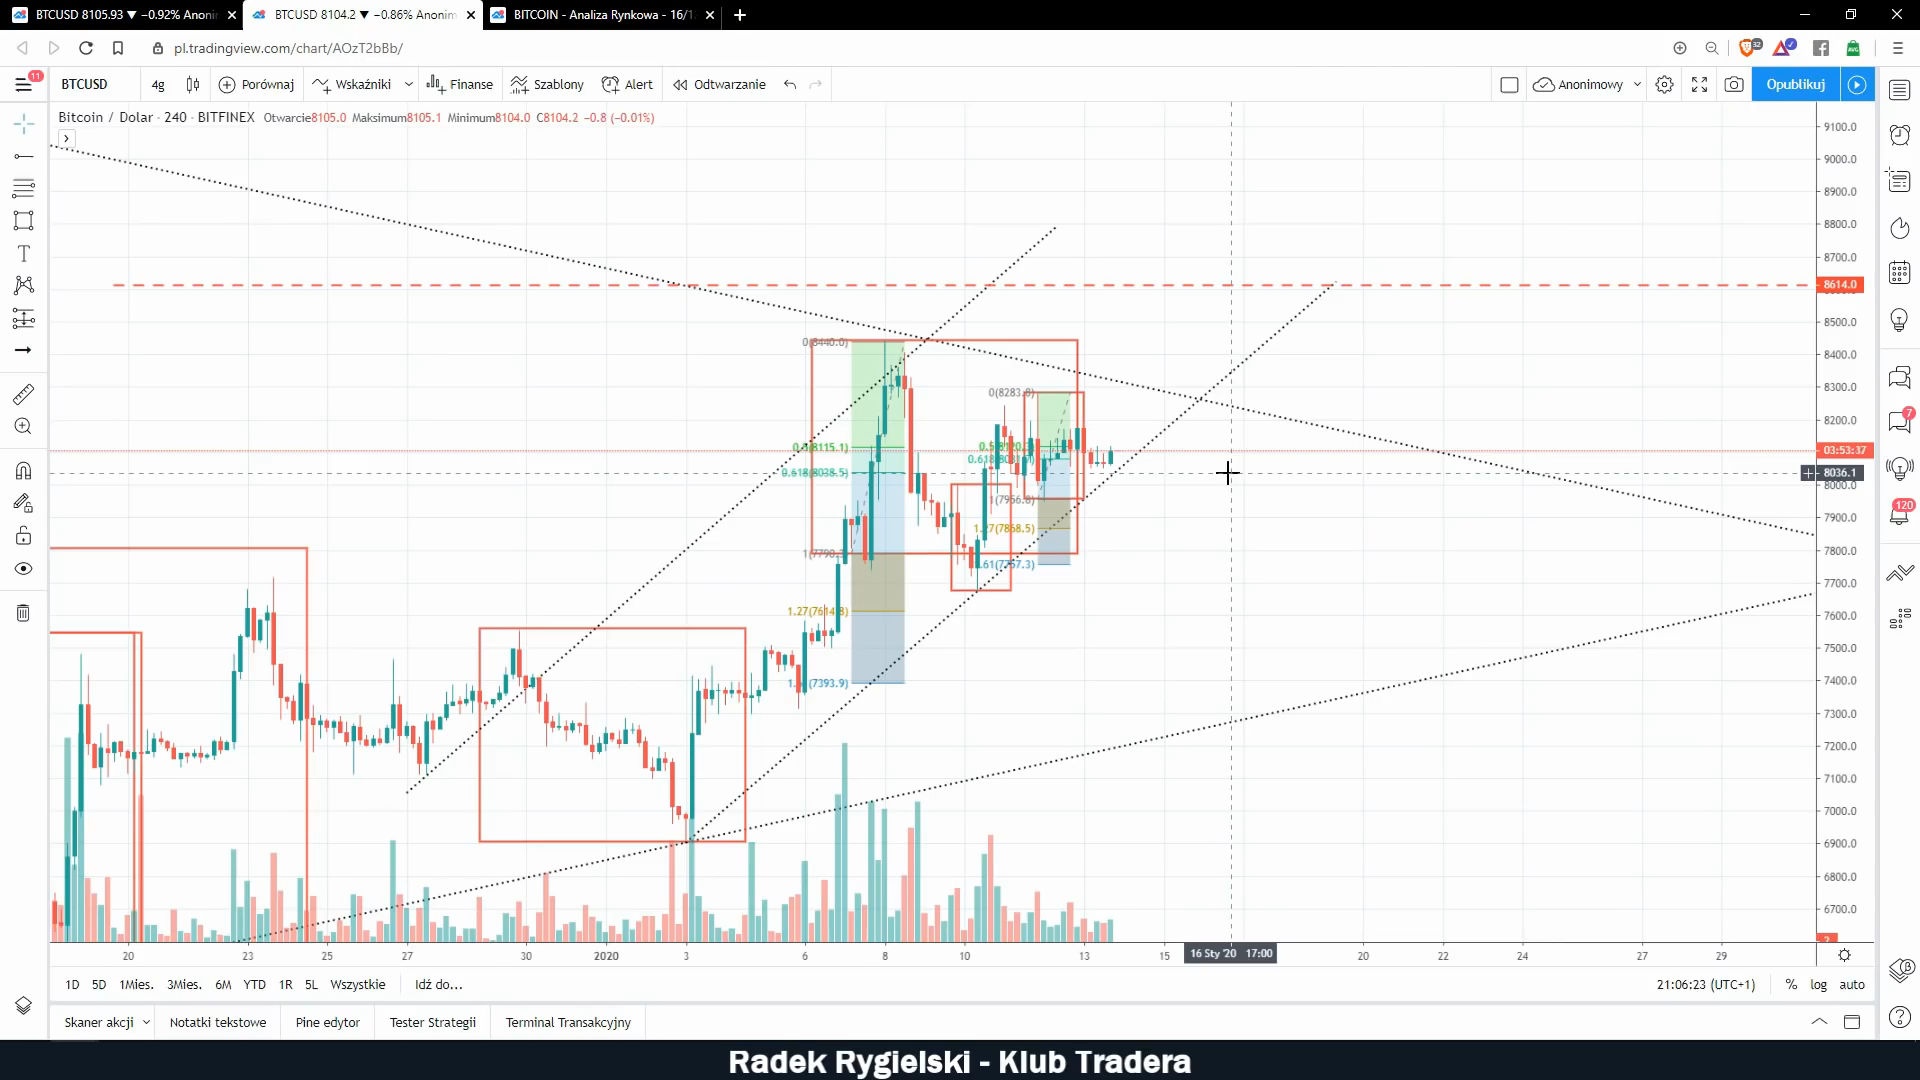 BTCUSD 8105.93 ▼ −0.92% Anoni
BTCUSD 8104.2 ▼ −0.86% Anonim
BITCOIN - Analiza Rynkowa - 16/1
pl.tradingview.com/chart/AOzT2bBb/
32
11
BTCUSD
4g
Porównaj
Wskaźniki
Finanse
Szablony
Alert
Odtwarzanie
Anonimowy
Opublikuj
Bitcoin / Dolar · 240 · BITFINEX Otwarcie8105.0 Maksimum8105.1 Minimum8104.0 C8104.2 −0.8 (−0.01%)
9100.0
9000.0
8900.0
8800.0
8700.0
8614.0
8500.0
8400.0
8300.0
8200.0
03:53:37
8036.1
8000.0
7900.0
7800.0
7700.0
7600.0
7500.0
7400.0
7300.0
7200.0
7100.0
7000.0
6900.0
6800.0
6700.0
0(8440.0)
0.618(8038.5)
1.27(7614.8)
(7393.9)
0(8283.8)
1(7956.8)
1.27(7868.5)
7
120
20
23
25
27
30
2020
3
6
8
10
13
15
16 Sty '20 17:00
20
22
24
27
29
1D 5D 1Mies. 3Mies. 6M YTD 1R 5L Wszystkie Idź do...
21:06:23 (UTC+1) % log auto
Skaner akcji Notatki tekstowe Pine edytor Tester Strategii Terminal Transakcyjny
Radek Rygielski - Klub Tradera